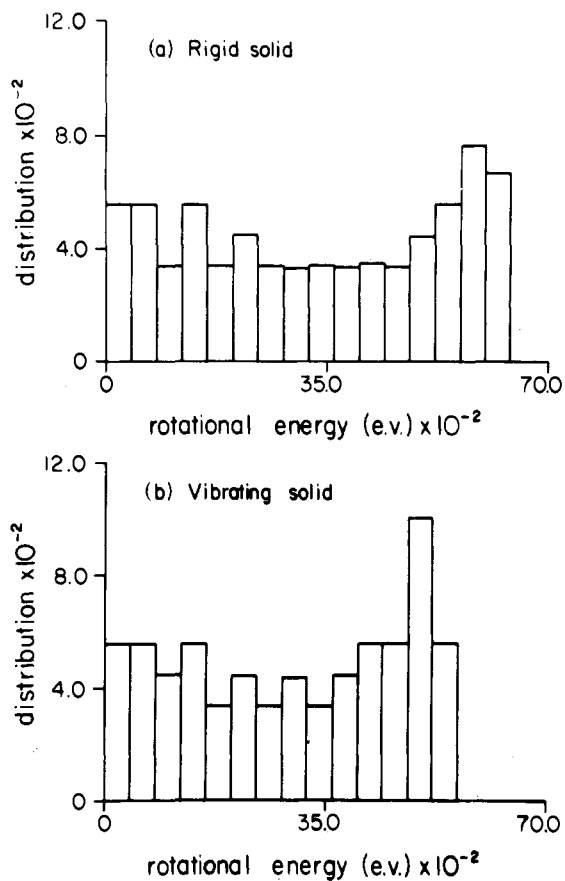 12.0
(a) Rigid solid
8.0
4.0
0
distribution x10⁻²
0 35.0 70.0
rotational energy (e.v.) x10⁻²
12.0
(b) Vibrating solid
8.0
4.0
0
distribution x10⁻²
0 35.0 70.0
rotational energy (e.v.) x10⁻²